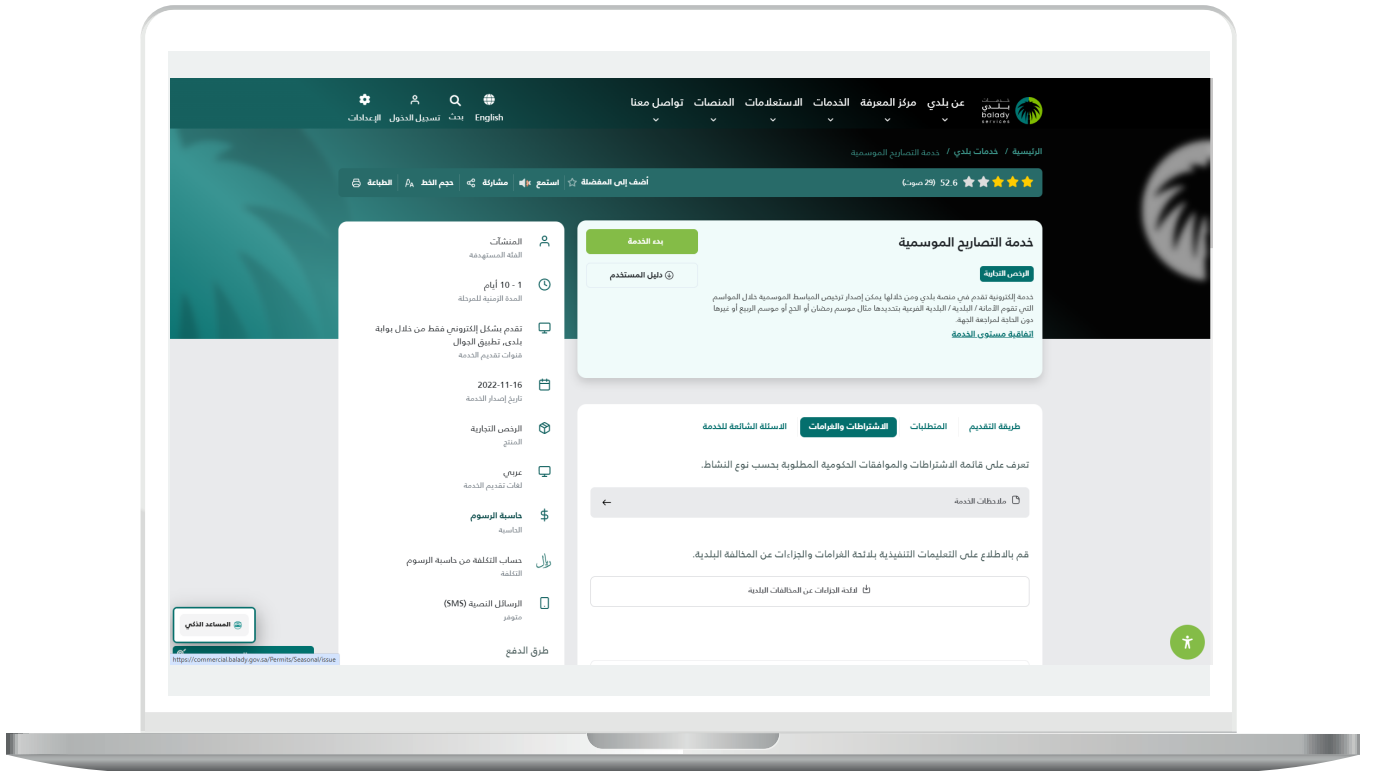 خدمات
بلدي
balady
services
عن بلدي
مركز المعرفة
الخدمات
الاستعلامات
المنصات
تواصل معنا
English
بحث
تسجيل الدخول
الإعدادات
الرئيسية / خدمات بلدي / خدمة التصاريح الموسمية
52.6 (29 صوت)
أضف إلى المفضلة
استمع
مشاركة
حجم الخط
الطباعة
خدمة التصاريح الموسمية
بدء الخدمة
دليل المستخدم
الرخص التجارية
خدمة إلكترونية تقدم في منصة بلدي ومن خلالها يمكن إصدار ترخيص المباسط الموسمية خلال المواسم
التي تقوم الأمانة / البلدية / البلدية الفرعية بتحديدها مثال موسم رمضان أو الحج أو موسم الربيع أو غيرها
دون الحاجة لمراجعة الجهة.
اتفاقية مستوى الخدمة
طريقة التقديم
المتطلبات
الاشتراطات والغرامات
الاسئلة الشائعة للخدمة
تعرف على قائمة الاشتراطات والموافقات الحكومية المطلوبة بحسب نوع النشاط.
ملاحظات الخدمة
قم بالاطلاع على التعليمات التنفيذية بلائحة الغرامات والجزاءات عن المخالفة البلدية.
لائحة الجزاءات عن المخالفات البلدية
المنشآت
الفئة المستهدفة
1 - 10 أيام
المدة الزمنية للمرحلة
تقدم بشكل إلكتروني فقط من خلال بوابة
بلدي, تطبيق الجوال
قنوات تقديم الخدمة
2022-11-16
تاريخ إصدار الخدمة
الرخص التجارية
المنتج
عربي
لغات تقديم الخدمة
حاسبة الرسوم
الحاسبة
حساب التكلفة من حاسبة الرسوم
التكلفة
الرسائل النصية (SMS)
متوفر
طرق الدفع
المساعد الذكي
https://commercial.balady.gov.sa/Permits/Seasonal/issue